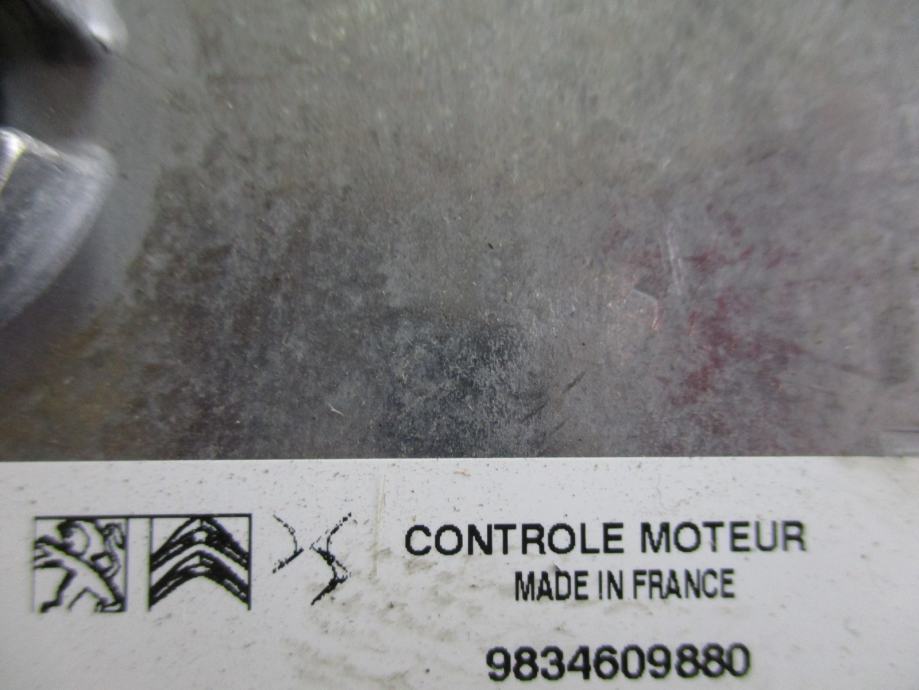 CONTROLE MOTEUR
MADE IN FRANCE
9834609880